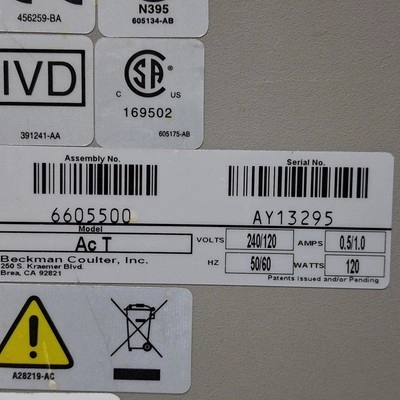 456259-BA
N395
605134-AB
IVD
391241-AA
C US
169502
605175-AB
Assembly No.
Serial No.
6605500
AY13295
Model
Ac T
VOLTS 240/120 AMPS 0.5/1.0
HZ 50/60 WATTS 120
Beckman Coulter, Inc.
250 S. Kraemer Blvd.
Brea, CA 92821
Patents issued and/or Pending
A28219-AC